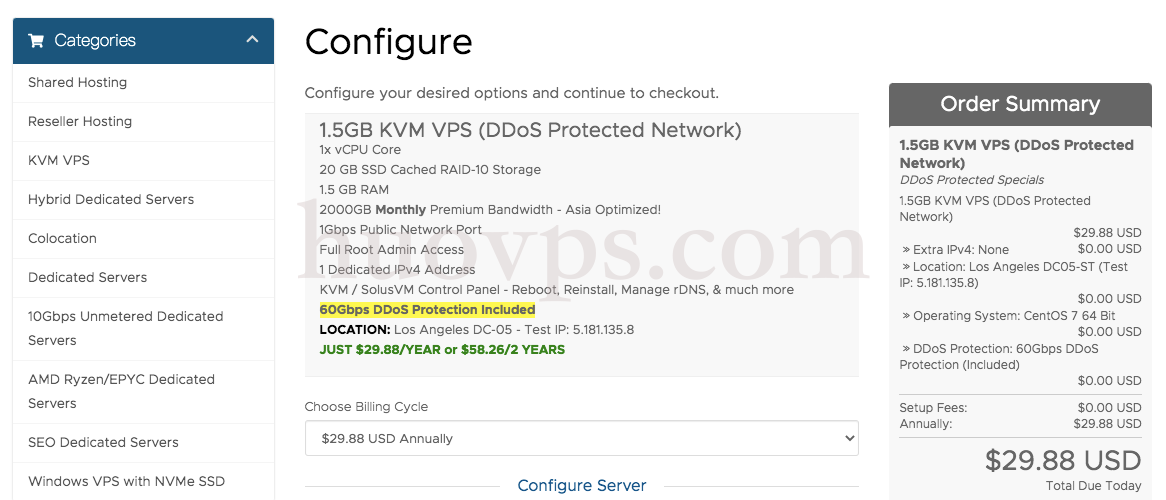 Categories
Shared Hosting
Reseller Hosting
KVM VPS
Hybrid Dedicated Servers
Colocation
Dedicated Servers
10Gbps Unmetered Dedicated
Servers
AMD Ryzen/EPYC Dedicated
Servers
SEO Dedicated Servers
Windows VPS with NVMe SSD
Configure
Configure your desired options and continue to checkout.
1.5GB KVM VPS (DDoS Protected Network)
1x vCPU Core
20 GB SSD Cached RAID-10 Storage
1.5 GB RAM
2000GB Monthly Premium Bandwidth - Asia Optimized!
1Gbps Public Network Port
Full Root Admin Access
1 Dedicated IPv4 Address
KVM / SolusVM Control Panel - Reboot, Reinstall, Manage rDNS, & much more
60Gbps DDoS Protection Included
LOCATION: Los Angeles DC-05 - Test IP: 5.181.135.8
JUST $29.88/YEAR or $58.26/2 YEARS
huovps.com
Choose Billing Cycle
$29.88 USD Annually
Configure Server
Order Summary
1.5GB KVM VPS (DDoS Protected
Network)
DDoS Protected Specials
1.5GB KVM VPS (DDoS Protected
Network)
$29.88 USD
» Extra IPv4: None $0.00 USD
» Location: Los Angeles DC05-ST (Test
IP: 5.181.135.8)
$0.00 USD
» Operating System: CentOS 7 64 Bit
$0.00 USD
» DDoS Protection: 60Gbps DDoS
Protection (Included)
$0.00 USD
Setup Fees: $0.00 USD
Annually: $29.88 USD
$29.88 USD
Total Due Today